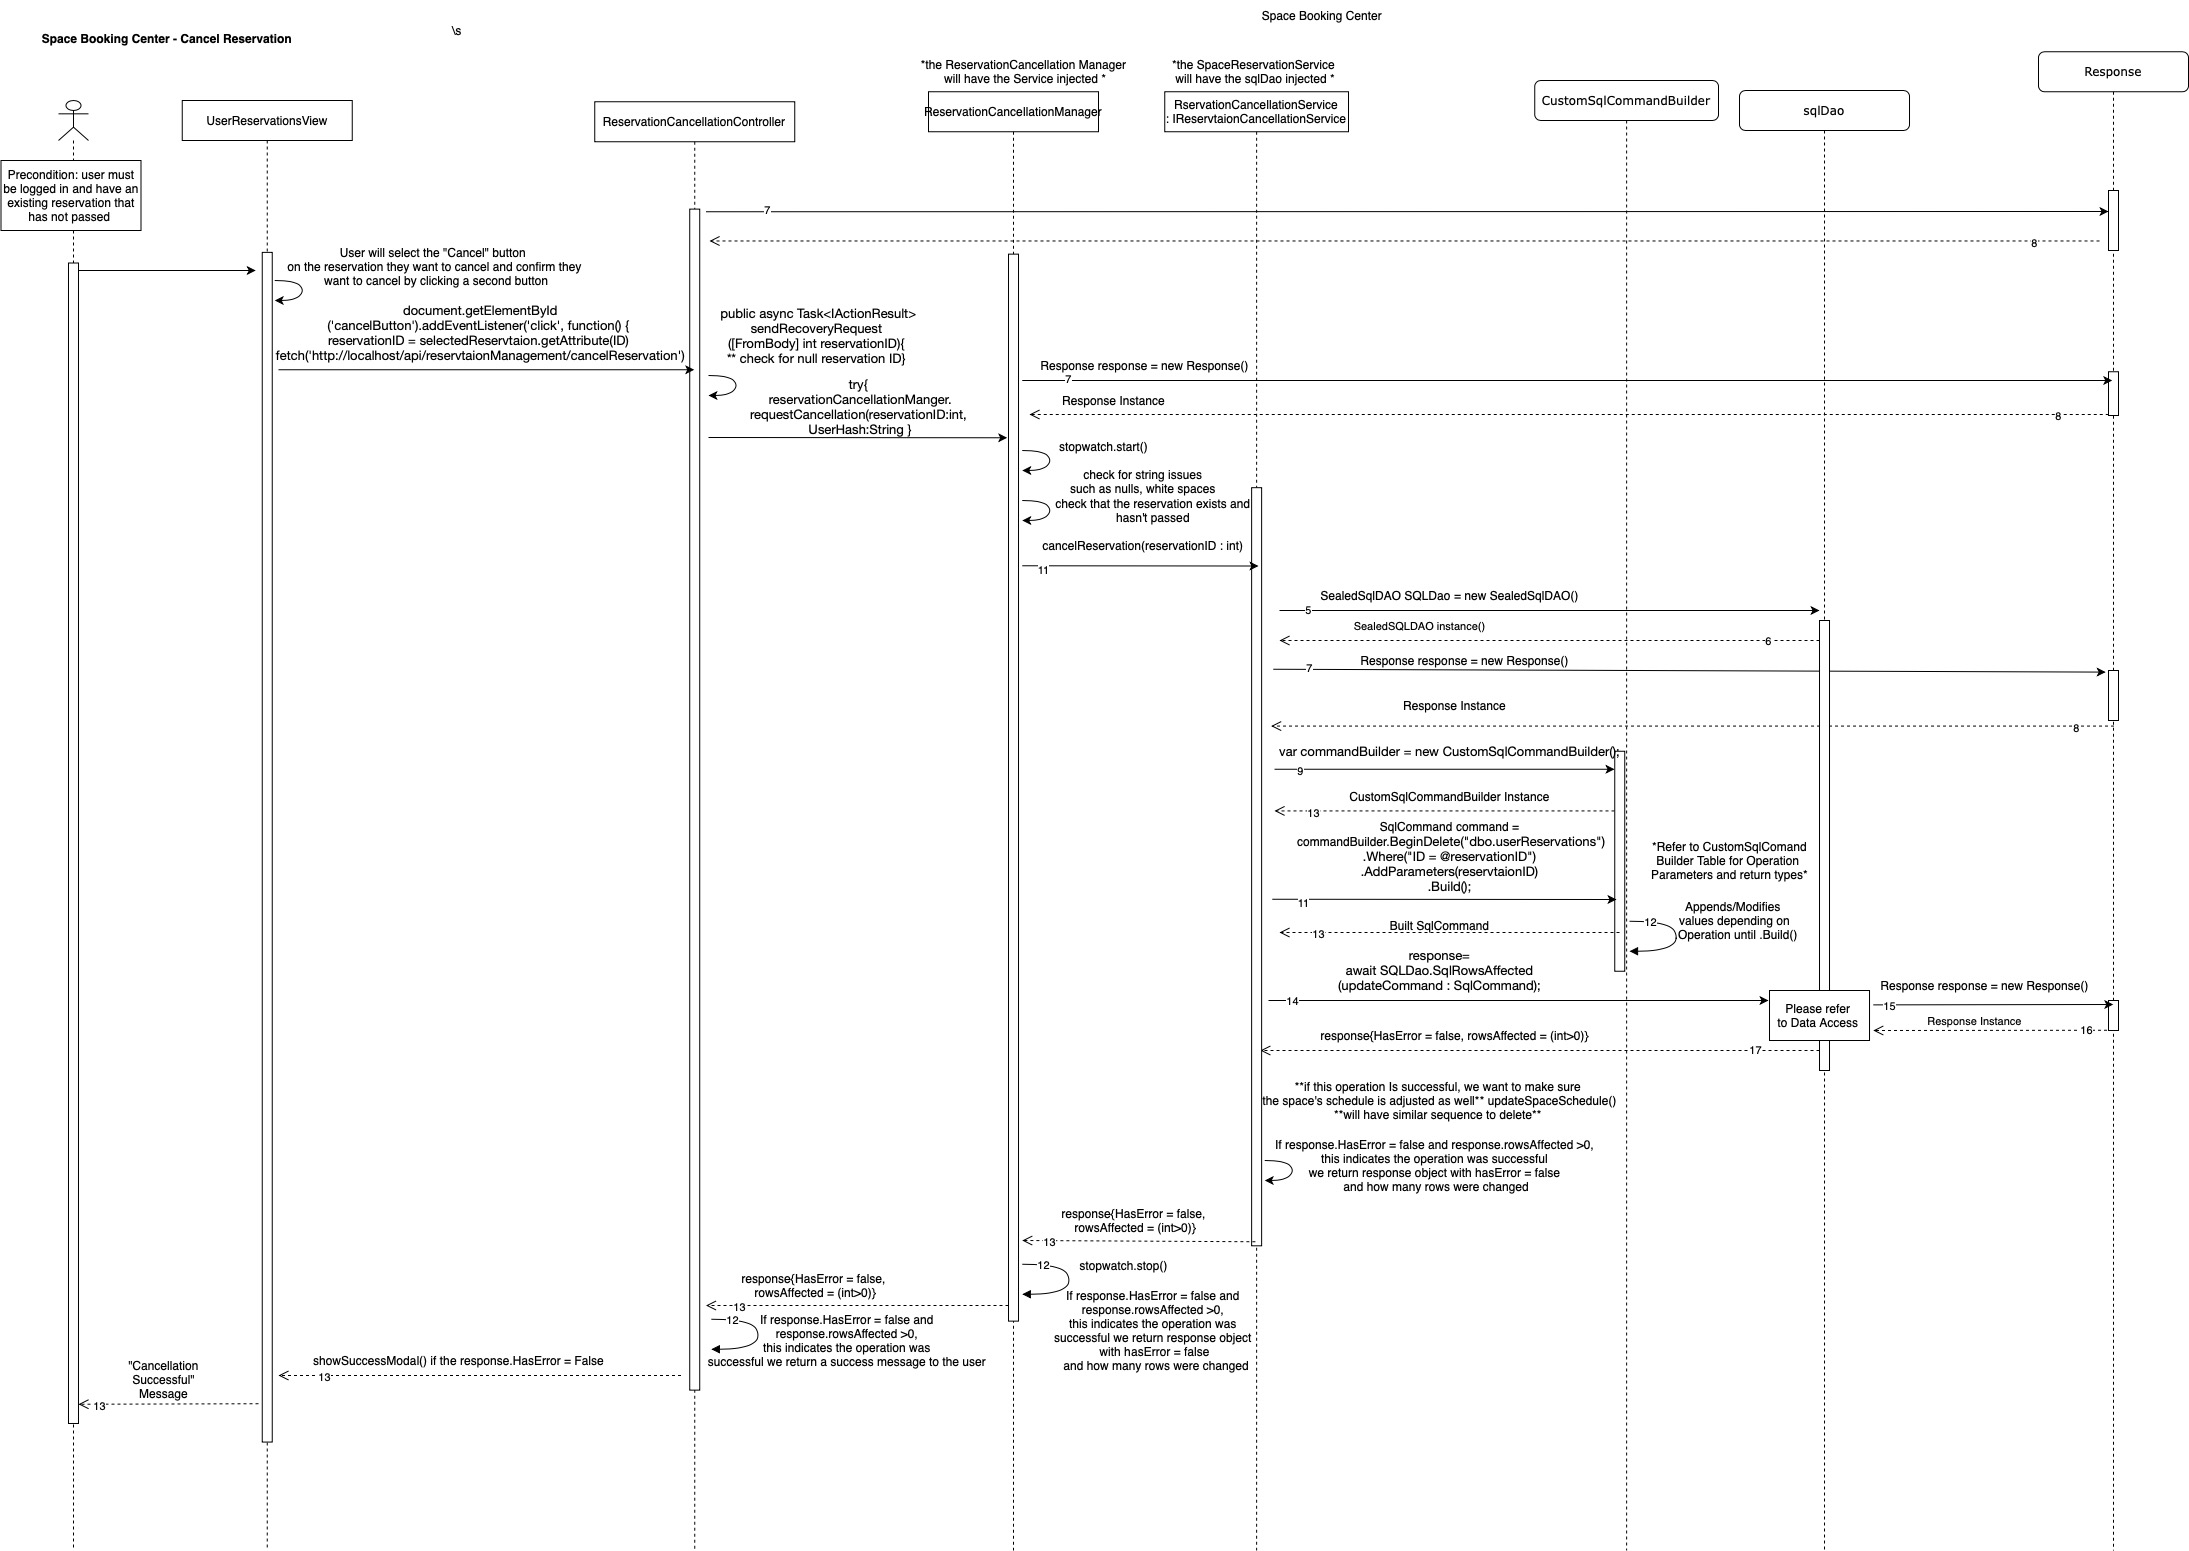 Space Booking Center
\s
Space Booking Center - Cancel Reservation
*the ReservationCancellation Manager
will have the Service injected *
*the SpaceReservationService
will have the sqlDao injected *
Response
CustomSqlCommandBuilder
sqlDao
UserReservationsView
ReservationCancellationController
ReservationCancellationManager
RservationCancellationService
: IReservtaionCancellationService
Precondition: user must
be logged in and have an
existing reservation that
has not passed
7
8
User will select the "Cancel" button
on the reservation they want to cancel and confirm they
want to cancel by clicking a second button
document.getElementById
('cancelButton').addEventListener('click', function() {
reservationID = selectedReservtaion.getAttribute(ID)
fetch('http://localhost/api/reservtaionManagement/cancelReservation')
public async Task<IActionResult>
sendRecoveryRequest
([FromBody] int reservationID){
** check for null reservation ID}
try{
reservationCancellationManger.
requestCancellation(reservationID:int,
UserHash:String }
Response response = new Response()
7
Response Instance
8
stopwatch.start()
check for string issues
such as nulls, white spaces
check that the reservation exists and
hasn't passed
cancelReservation(reservationID : int)
11
SealedSqlDAO SQLDao = new SealedSqlDAO()
5
SealedSQLDAO instance()
6
Response response = new Response()
7
Response Instance
8
var commandBuilder = new CustomSqlCommandBuilder();
9
CustomSqlCommandBuilder Instance
13
SqlCommand command =
commandBuilder.BeginDelete("dbo.userReservations")
.Where("ID = @reservationID")
.AddParameters(reservtaionID)
.Build();
11
*Refer to CustomSqlComand
Builder Table for Operation
Parameters and return types*
Appends/Modifies
values depending on
Operation until .Build()
12
Built SqlCommand
13
response=
await SQLDao.SqlRowsAffected
(updateCommand : SqlCommand);
14
Please refer
to Data Access
Response response = new Response()
15
Response Instance
16
response{HasError = false, rowsAffected = (int>0)}
17
**if this operation Is successful, we want to make sure
the space's schedule is adjusted as well** updateSpaceSchedule()
**will have similar sequence to delete**
If response.HasError = false and response.rowsAffected >0,
this indicates the operation was successful
we return response object with hasError = false
and how many rows were changed
response{HasError = false,
rowsAffected = (int>0)}
13
12
stopwatch.stop()
If response.HasError = false and
response.rowsAffected >0,
this indicates the operation was
successful we return response object
with hasError = false
and how many rows were changed
response{HasError = false,
rowsAffected = (int>0)}
13
12
If response.HasError = false and
response.rowsAffected >0,
this indicates the operation was
successful we return a success message to the user
showSuccessModal() if the response.HasError = False
13
"Cancellation
Successful"
Message
13